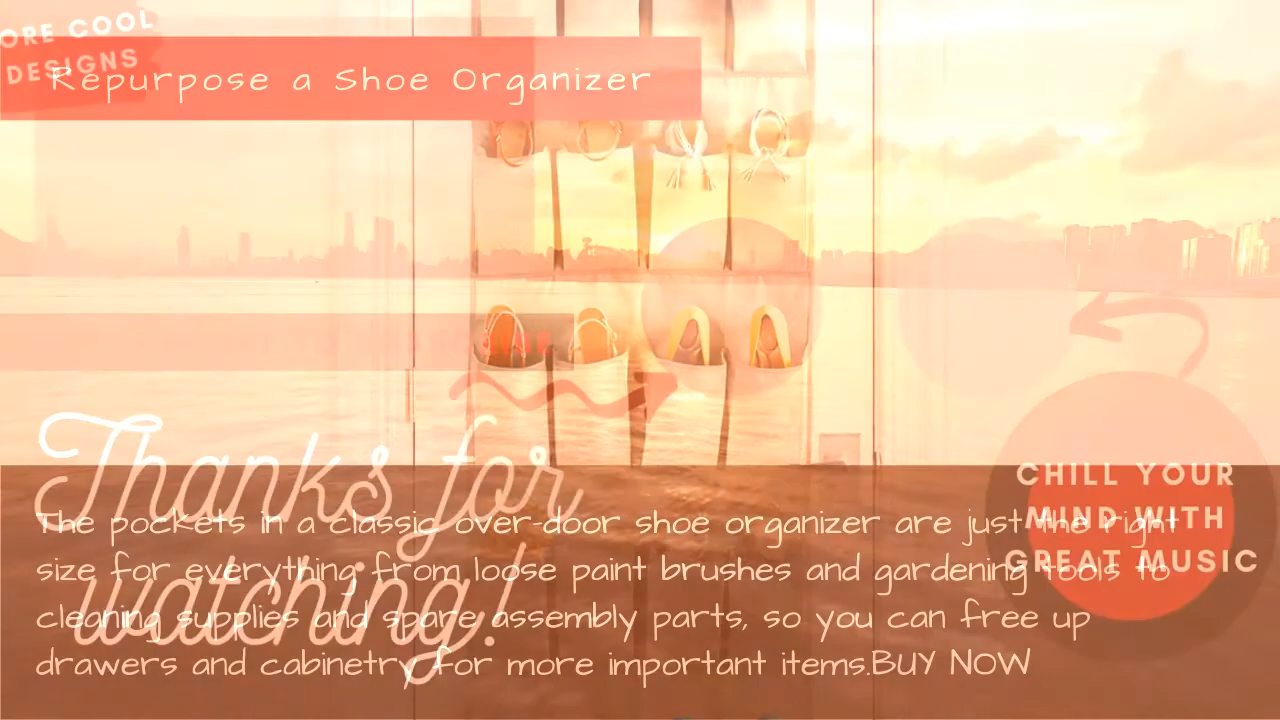 ORE COOL
DESIGNS
Repurpose a Shoe Organizer
Thanks for
watching!
The pockets in a classic over-door shoe organizer are just the right
size for everything from loose paint brushes and gardening tools to
cleaning supplies and spare assembly parts, so you can free up
drawers and cabinetry for more important items.BUY NOW
CHILL YOUR
MIND WITH
GREAT MUSIC